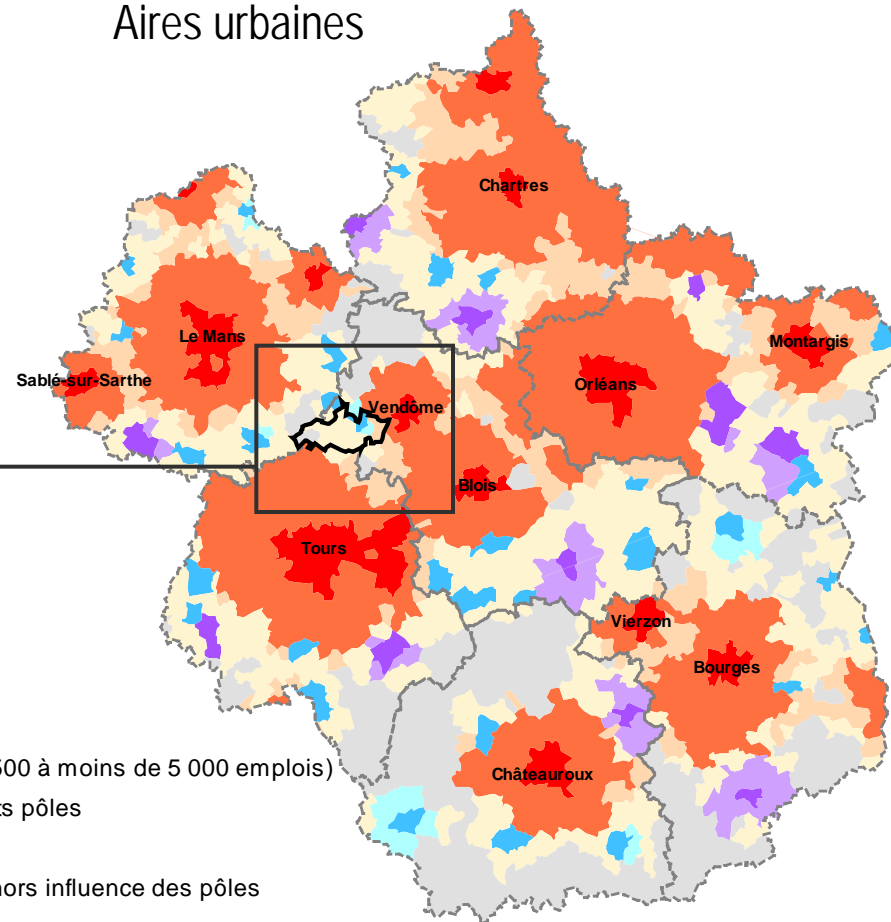 Aires urbaines
Chartres
Le Mans
Montargis
Sablé-sur-Sarthe
Orléans
Vendôme
Blois
Tours
Vierzon
Bourges
Châteauroux
500 à moins de 5 000 emplois)
ts pôles
hors influence des pôles